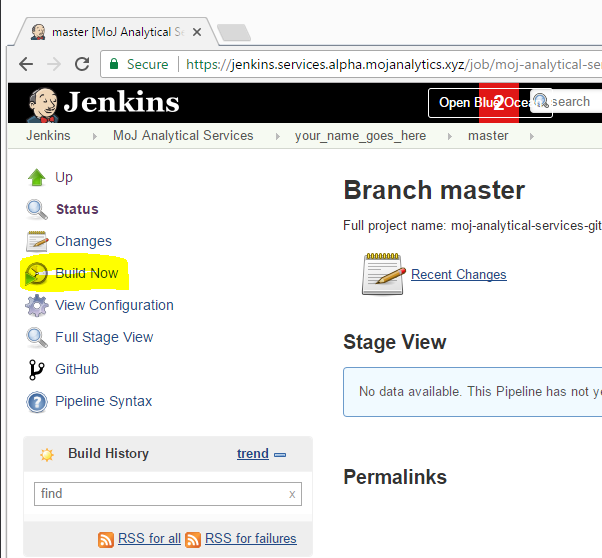 master [MoJ Analytical S
Secure https://jenkins.services.alpha.mojanalytics.xyz/job/moj-analytical-se
Jenkins
Open Blue Ocean 2 search
Jenkins MoJ Analytical Services your_name_goes_here master
Up
Status
Changes
Build Now
View Configuration
Full Stage View
GitHub
Pipeline Syntax
Build History trend
find x
RSS for all RSS for failures
Branch master
Full project name: moj-analytical-services-git
Recent Changes
Stage View
No data available. This Pipeline has not ye
Permalinks